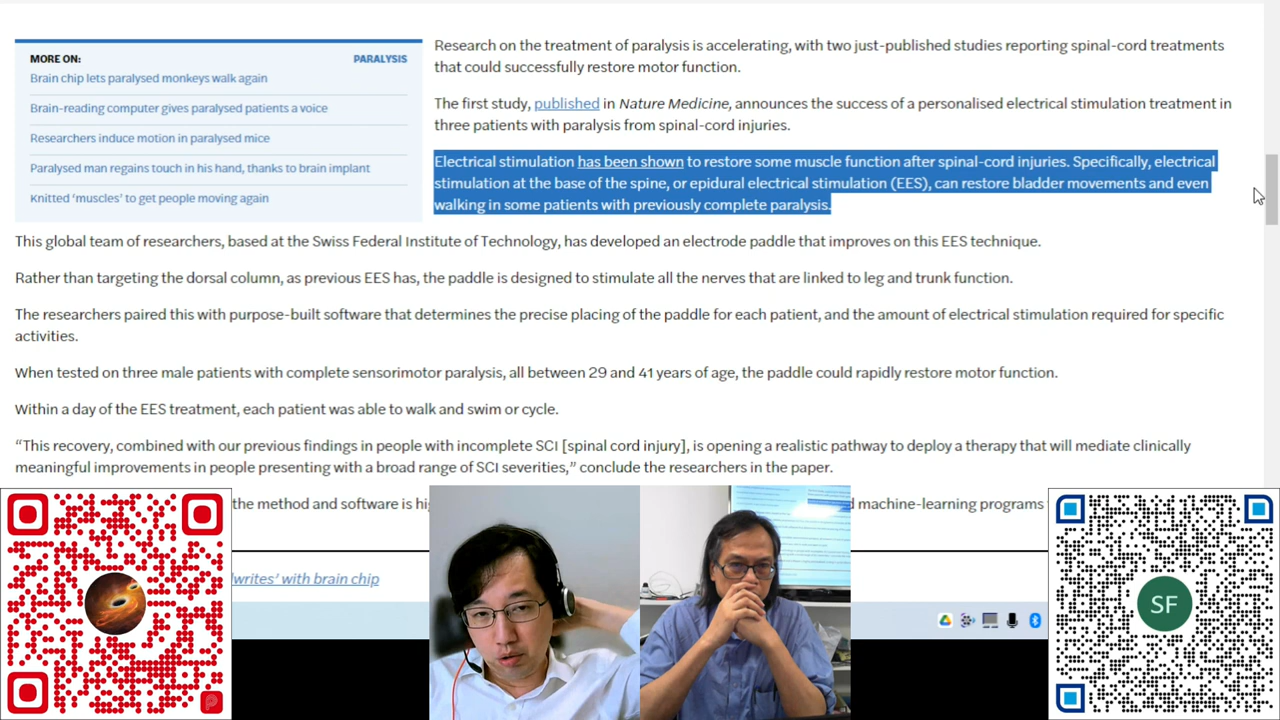 MORE ON:
PARALYSIS
Brain chip lets paralysed monkeys walk again
Brain-reading computer gives paralysed patients a voice
Researchers induce motion in paralysed mice
Paralysed man regains touch in his hand, thanks to brain implant
Knitted ‘muscles’ to get people moving again
Research on the treatment of paralysis is accelerating, with two just-published studies reporting spinal-cord treatments
that could successfully restore motor function.
The first study, published in Nature Medicine, announces the success of a personalised electrical stimulation treatment in
three patients with paralysis from spinal-cord injuries.
Electrical stimulation has been shown to restore some muscle function after spinal-cord injuries. Specifically, electrical
stimulation at the base of the spine, or epidural electrical stimulation (EES), can restore bladder movements and even
walking in some patients with previously complete paralysis.
This global team of researchers, based at the Swiss Federal Institute of Technology, has developed an electrode paddle that improves on this EES technique.
Rather than targeting the dorsal column, as previous EES has, the paddle is designed to stimulate all the nerves that are linked to leg and trunk function.
The researchers paired this with purpose-built software that determines the precise placing of the paddle for each patient, and the amount of electrical stimulation required for specific
activities.
When tested on three male patients with complete sensorimotor paralysis, all between 29 and 41 years of age, the paddle could rapidly restore motor function.
Within a day of the EES treatment, each patient was able to walk and swim or cycle.
“This recovery, combined with our previous findings in people with incomplete SCI [spinal cord injury], is opening a realistic pathway to deploy a therapy that will mediate clinically
meaningful improvements in people presenting with a broad range of SCI severities,” conclude the researchers in the paper.
the method and software is
machine-learning programs
‘writes’ with brain chip
SF